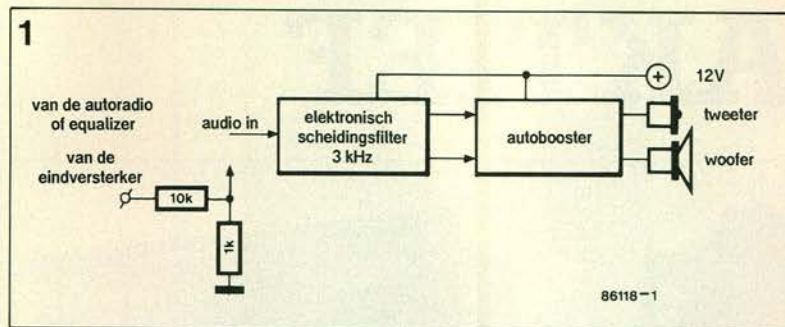 1
van de autoradio
of equalizer
audio in
van de
eindversterker
10k
1k
elektronisch
scheidingsfilter
3 kHz
autobooster
+
12V
tweeter
woofer
86118-1